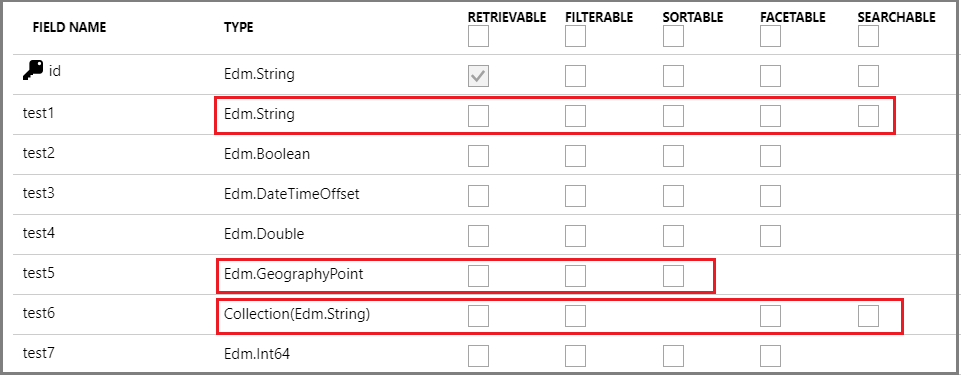 FIELD NAME TYPE RETRIEVABLE FILTERABLE SORTABLE FACETABLE SEARCHABLE
id Edm.String
test1 Edm.String
test2 Edm.Boolean
test3 Edm.DateTimeOffset
test4 Edm.Double
test5 Edm.GeographyPoint
test6 Collection(Edm.String)
test7 Edm.Int64